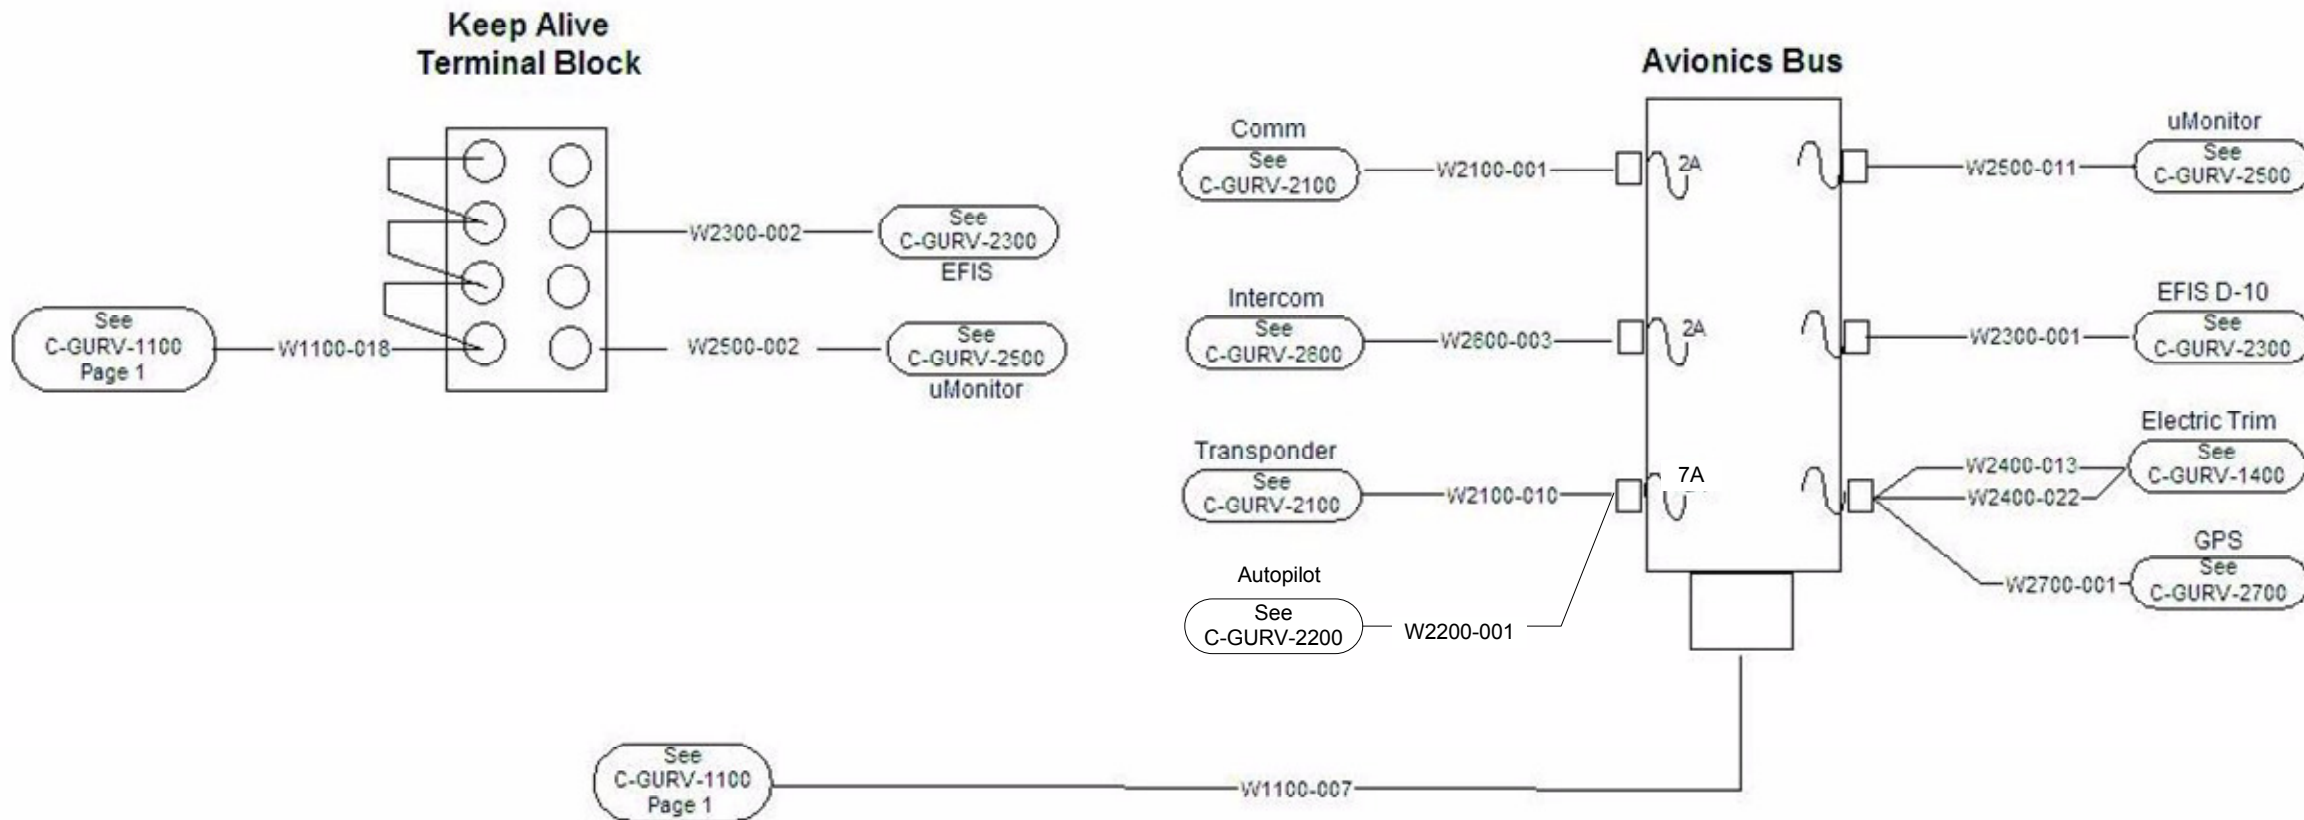 Keep Alive
Terminal Block
W2300-002
See
C-GURV-2300
EFIS
See
C-GURV-1100
Page 1
W1100-018
W2500-002
See
C-GURV-2500
uMonitor
Avionics Bus
Comm
See
C-GURV-2100
W2100-001
2A
Intercom
See
C-GURV-2800
W2800-003
2A
Transponder
See
C-GURV-2100
W2100-010
7A
Autopilot
See
C-GURV-2200
W2200-001
uMonitor
W2500-011
See
C-GURV-2500
EFIS D-10
W2300-001
See
C-GURV-2300
Electric Trim
W2400-013
W2400-022
See
C-GURV-1400
GPS
W2700-001
See
C-GURV-2700
See
C-GURV-1100
Page 1
W1100-007